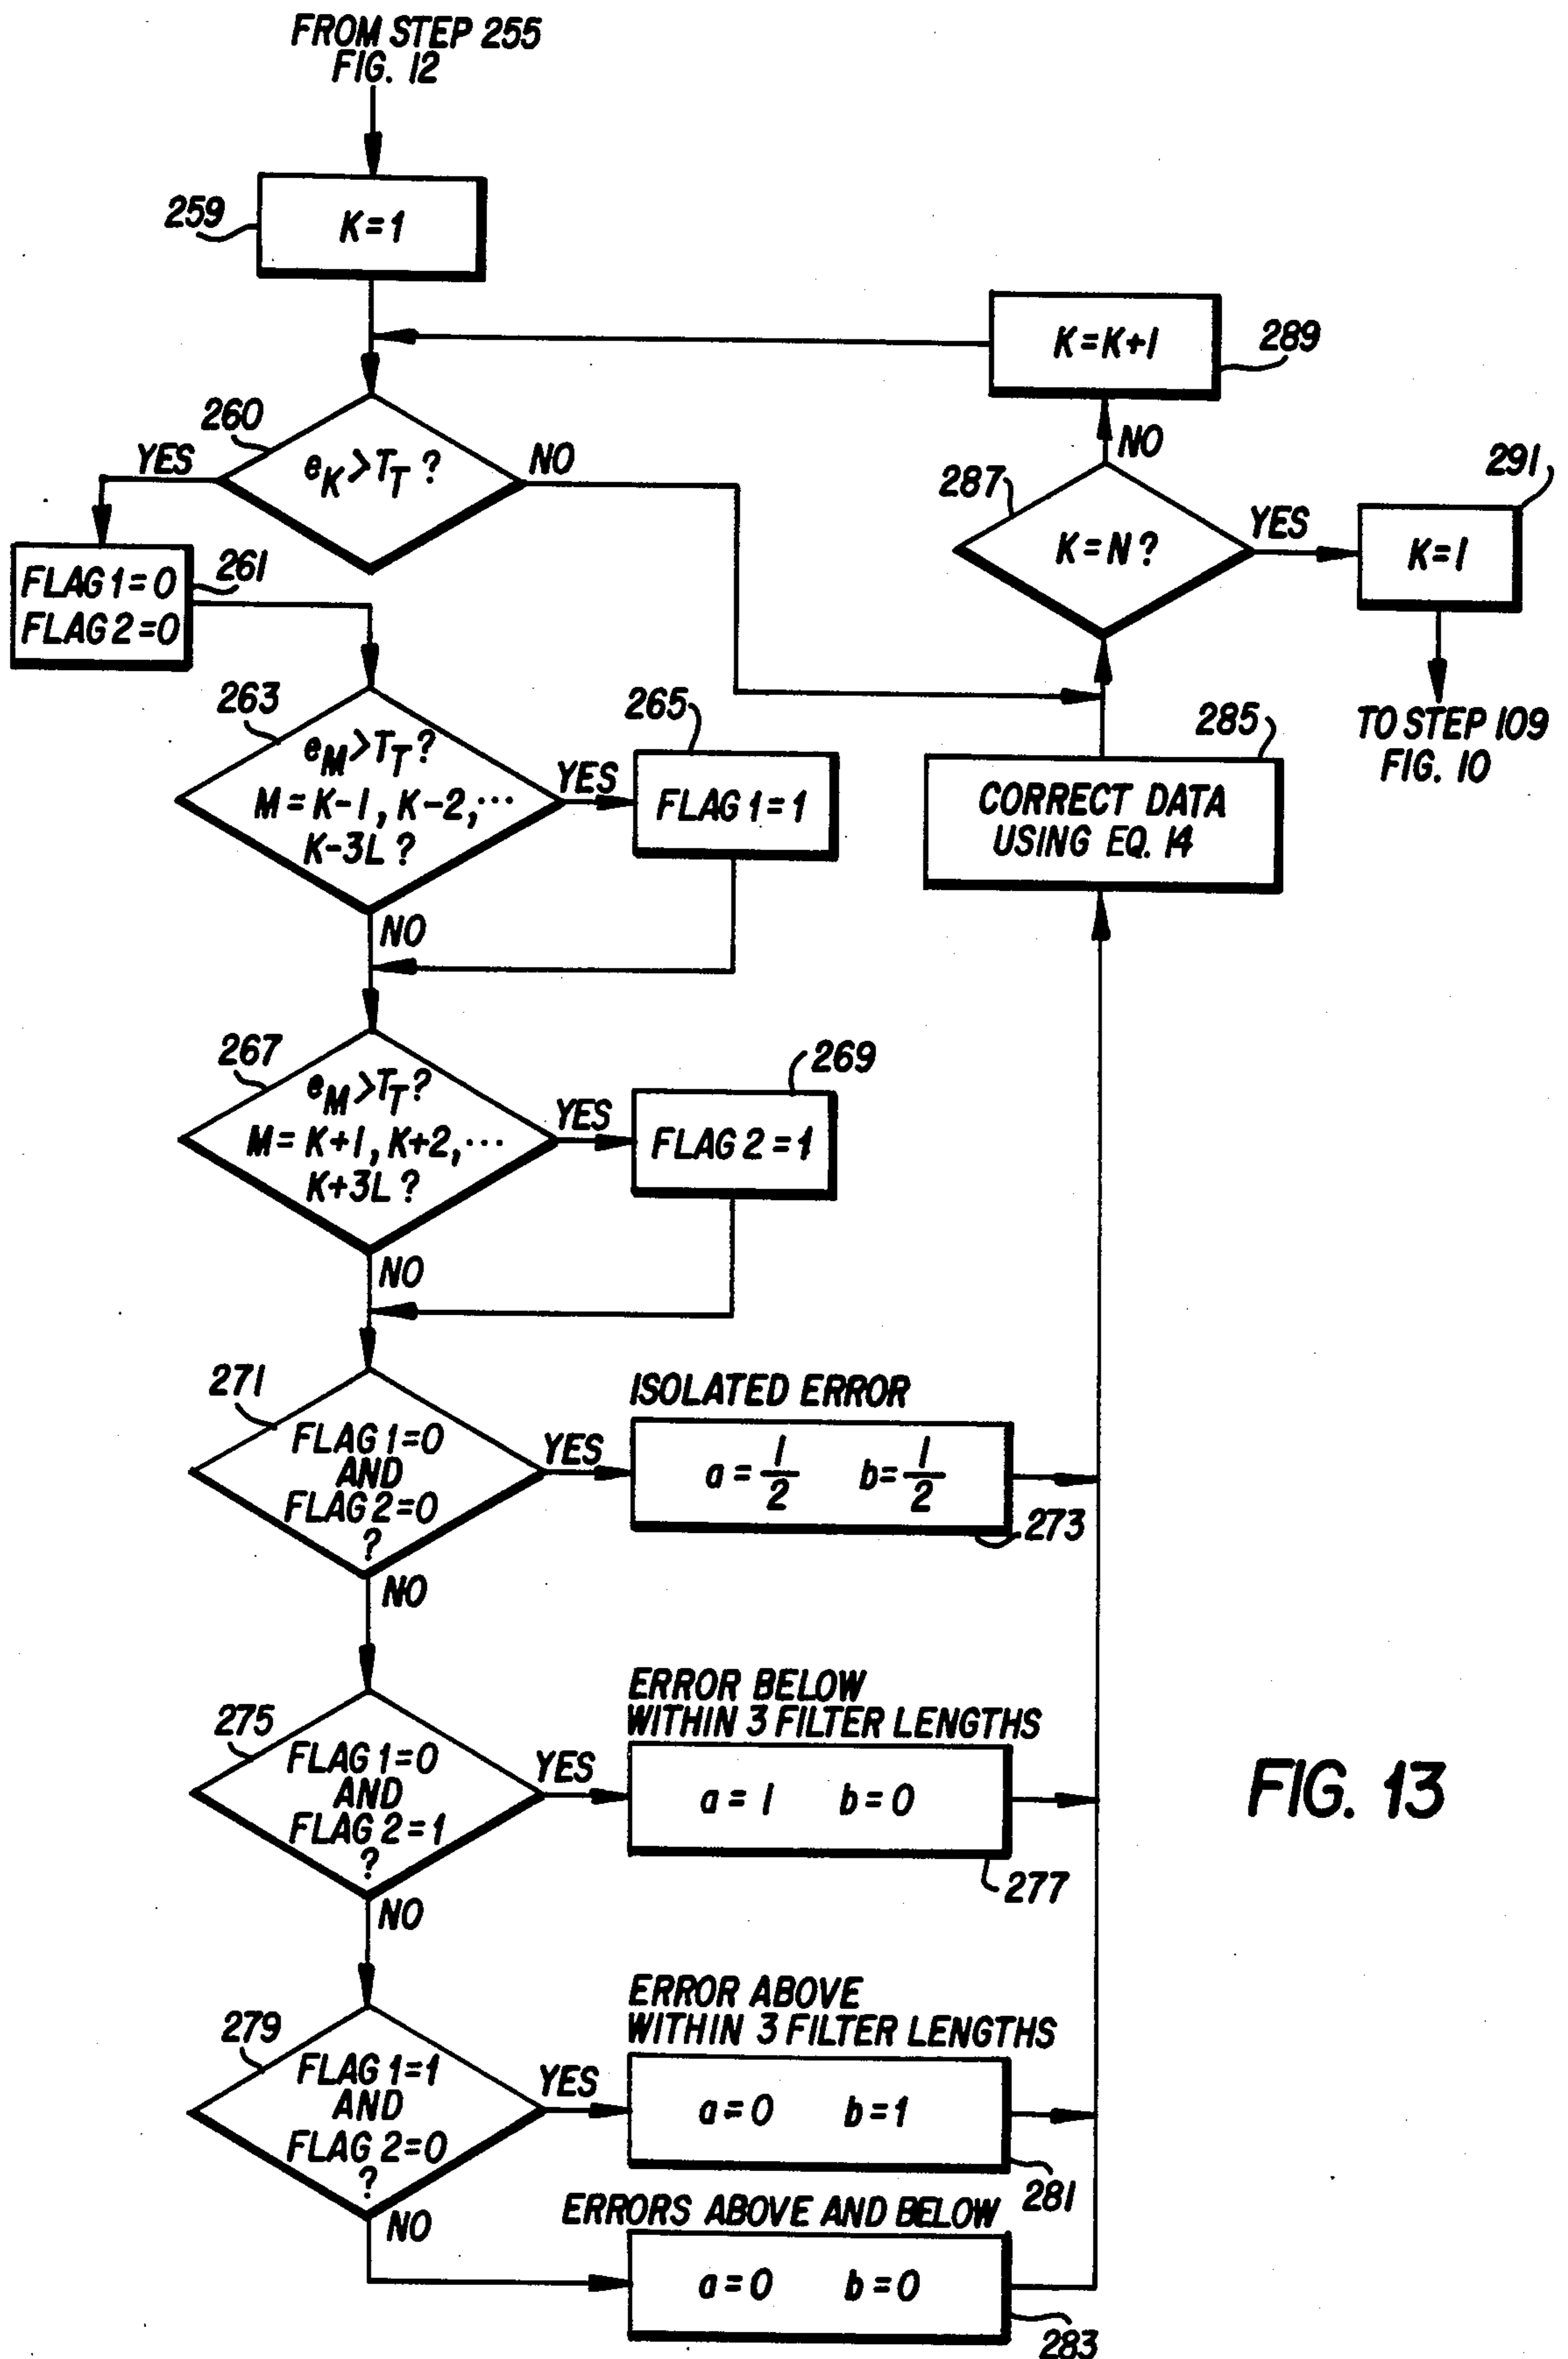 FROM STEP 255
FIG. 12
259
K=1
K=K+1
289
260
eK>TT?
YES
NO
NO
287
K=N?
YES
291
K=1
TO STEP 109
FIG. 10
FLAG 1=0
FLAG 2=0
261
263
eM>TT?
M=K-1, K-2,...
K-3L?
YES
NO
265
FLAG 1=1
285
CORRECT DATA
USING EQ. 14
267
eM>TT?
M=K+1, K+2,...
K+3L?
YES
NO
269
FLAG 2=1
271
FLAG 1=0
AND
FLAG 2=0
?
YES
NO
ISOLATED ERROR
a=1/2 b=1/2
273
275
FLAG 1=0
AND
FLAG 2=1
?
YES
NO
ERROR BELOW
WITHIN 3 FILTER LENGTHS
a=1 b=0
277
FIG. 13
279
FLAG 1=1
AND
FLAG 2=0
?
YES
NO
ERROR ABOVE
WITHIN 3 FILTER LENGTHS
a=0 b=1
281
ERRORS ABOVE AND BELOW
a=0 b=0
283